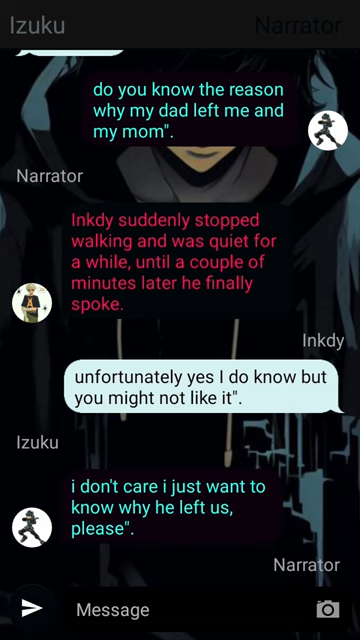 Izuku
Narrator
do you know the reason
why my dad left me and
my mom".
Narrator
Inkdy suddenly stopped
walking and was quiet for
a while, until a couple of
minutes later he finally
spoke.
Inkdy
unfortunately yes I do know but
you might not like it".
Izuku
i don't care i just want to
know why he left us,
please".
Narrator
Message